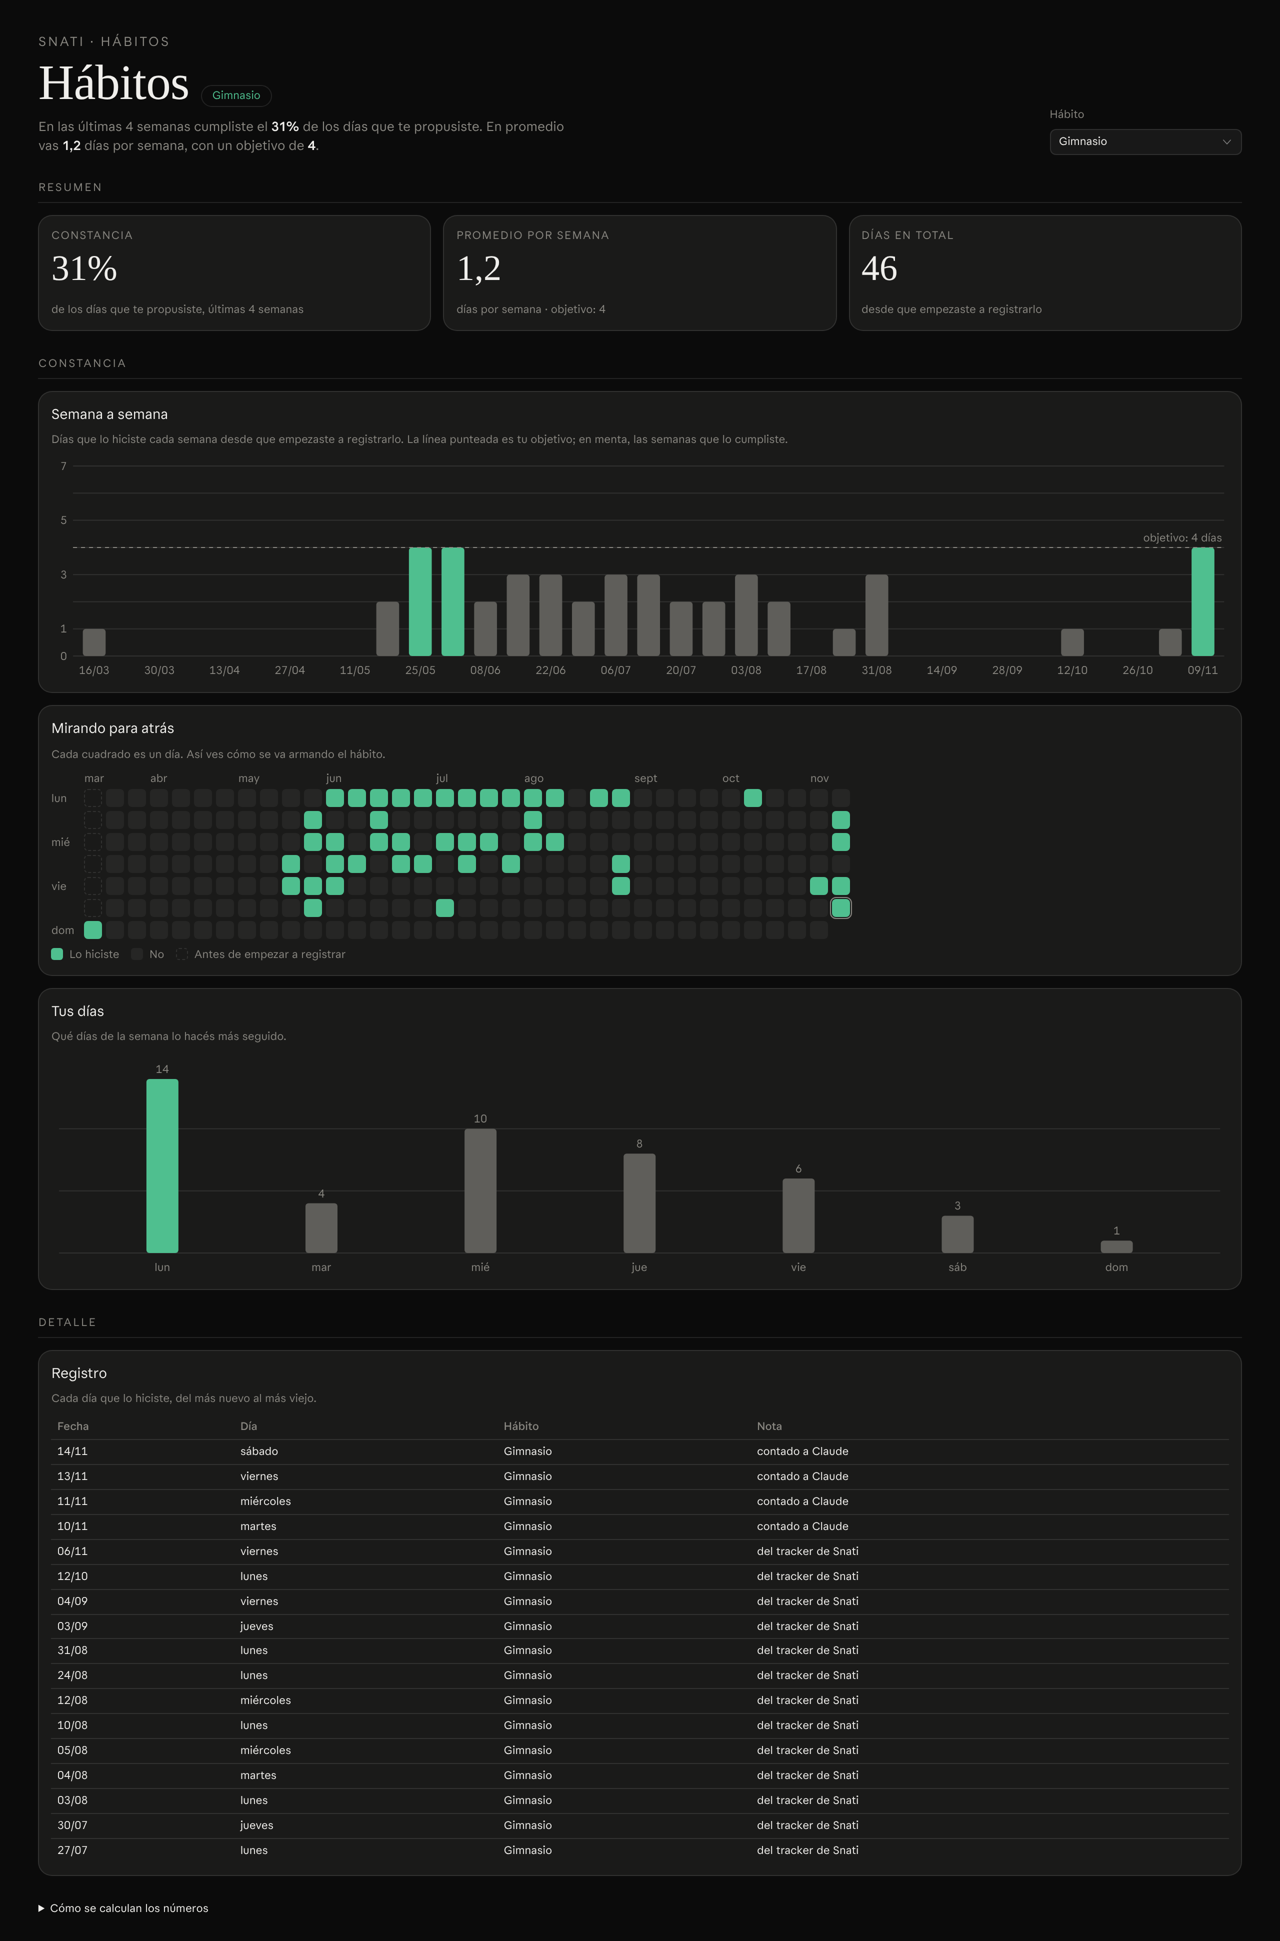 SNATI · HÁBITOS
Hábitos
Gimnasio
En las últimas 4 semanas cumpliste el 31% de los días que te propusiste. En promedio
vas 1,2 días por semana, con un objetivo de 4.
Hábito
Gimnasio
RESUMEN
CONSTANCIA
31%
de los días que te propusiste, últimas 4 semanas
PROMEDIO POR SEMANA
1,2
días por semana · objetivo: 4
DÍAS EN TOTAL
46
desde que empezaste a registrarlo
CONSTANCIA
Semana a semana
Días que lo hiciste cada semana desde que empezaste a registrarlo. La línea punteada es tu objetivo; en menta, las semanas que lo cumpliste.
7
5
objetivo: 4 días
3
1
0
16/03 30/03 13/04 27/04 11/05 25/05 08/06 22/06 06/07 20/07 03/08 17/08 31/08 14/09 28/09 12/10 26/10 09/11
Mirando para atrás
Cada cuadrado es un día. Así ves cómo se va armando el hábito.
mar abr may jun jul ago sept oct nov
lun
mié
vie
dom
Lo hiciste No Antes de empezar a registrar
Tus días
Qué días de la semana lo hacés más seguido.
14 4 10 8 6 3 1
lun mar mié jue vie sáb dom
DETALLE
Registro
Cada día que lo hiciste, del más nuevo al más viejo.
Fecha Día Hábito Nota
14/11 sábado Gimnasio contado a Claude
13/11 viernes Gimnasio contado a Claude
11/11 miércoles Gimnasio contado a Claude
10/11 martes Gimnasio contado a Claude
06/11 viernes Gimnasio del tracker de Snati
12/10 lunes Gimnasio del tracker de Snati
04/09 viernes Gimnasio del tracker de Snati
03/09 jueves Gimnasio del tracker de Snati
31/08 lunes Gimnasio del tracker de Snati
24/08 lunes Gimnasio del tracker de Snati
12/08 miércoles Gimnasio del tracker de Snati
10/08 lunes Gimnasio del tracker de Snati
05/08 miércoles Gimnasio del tracker de Snati
04/08 martes Gimnasio del tracker de Snati
03/08 lunes Gimnasio del tracker de Snati
30/07 jueves Gimnasio del tracker de Snati
27/07 lunes Gimnasio del tracker de Snati
Cómo se calculan los números